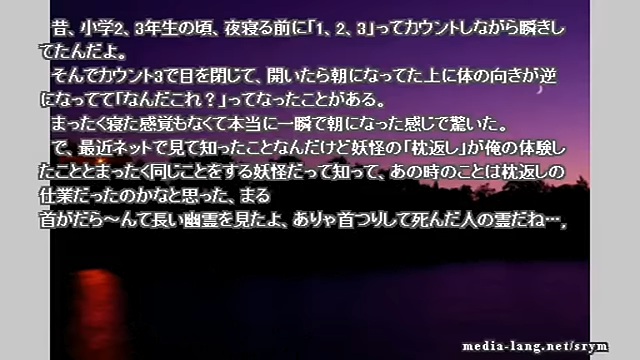 昔、小学2、3年生の頃、夜寝る前に「1、2、3」ってカウントしながら瞬きし
てたんだよ。
そんでカウント3で目を閉じて、開いたら朝になってた上に体の向きが逆
になってて「なんだこれ？」ってなったことがある。
まったく寝た感覚もなくて本当に一瞬で朝になった感じで驚いた。
で、最近ネットで見て知ったことなんだけど妖怪の「枕返し」が俺の体験し
たこととまったく同じことをする妖怪だって知って、あの時のことは枕返しの
仕業だったのかなと思った、まる
首がだら～んて長い幽霊を見たよ、ありゃ首つりして死んだ人の霊だね…,
media-lang.net/srym